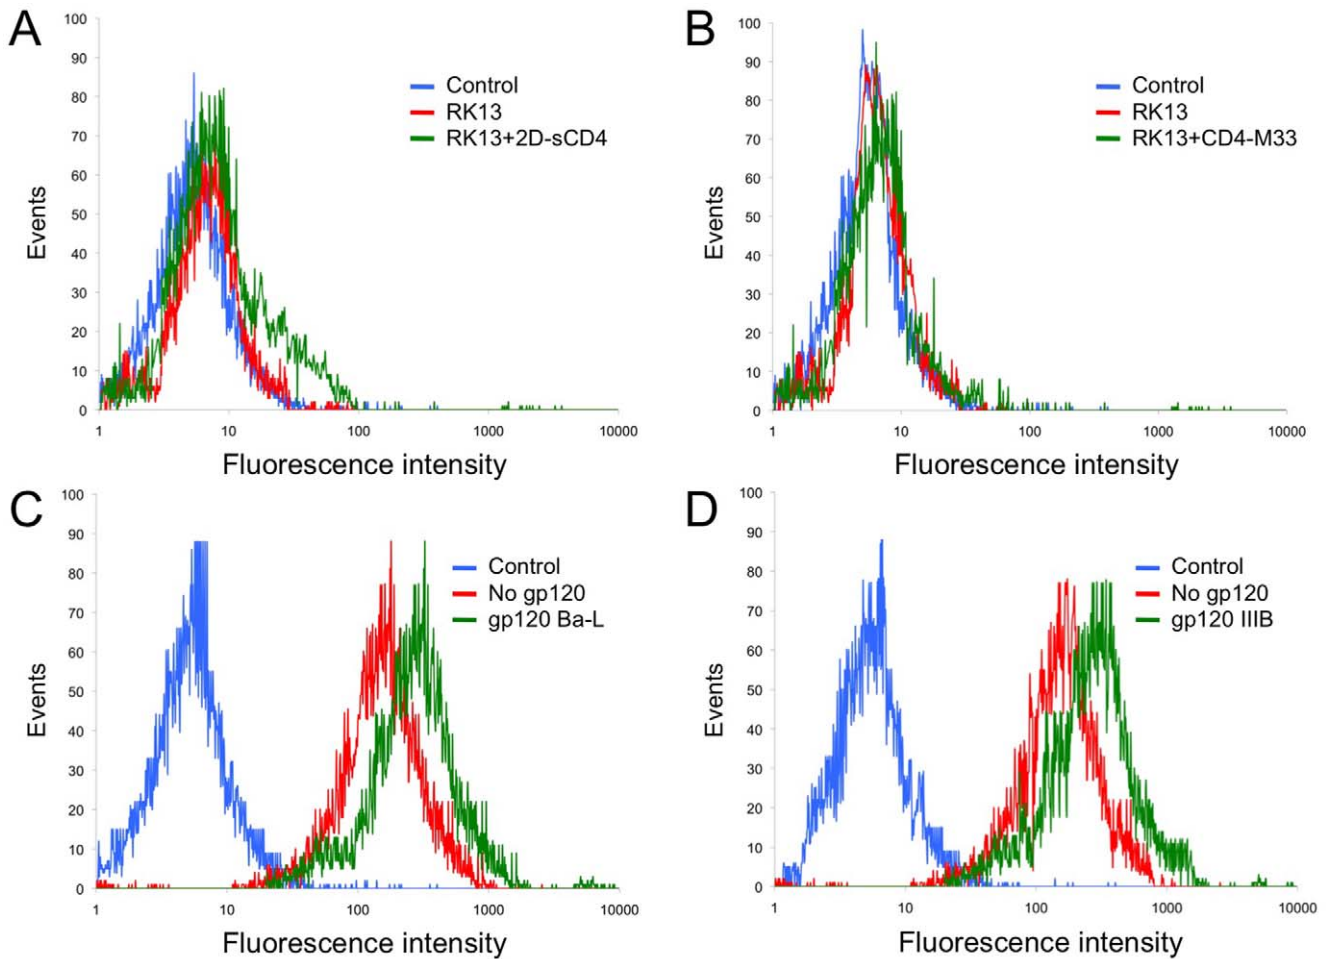 A
100
90
80
70
60
50
40
30
20
10
0
Events
Control
RK13
RK13+2D-sCD4
1 10 100 1000 10000
Fluorescence intensity
B
100
90
80
70
60
50
40
30
20
10
0
Events
Control
RK13
RK13+CD4-M33
1 10 100 1000 10000
Fluorescence intensity
C
100
90
80
70
60
50
40
30
20
10
0
Events
Control
No gp120
gp120 Ba-L
1 10 100 1000 10000
Fluorescence intensity
D
100
90
80
70
60
50
40
30
20
10
0
Events
Control
No gp120
gp120 IIIB
1 10 100 1000 10000
Fluorescence intensity